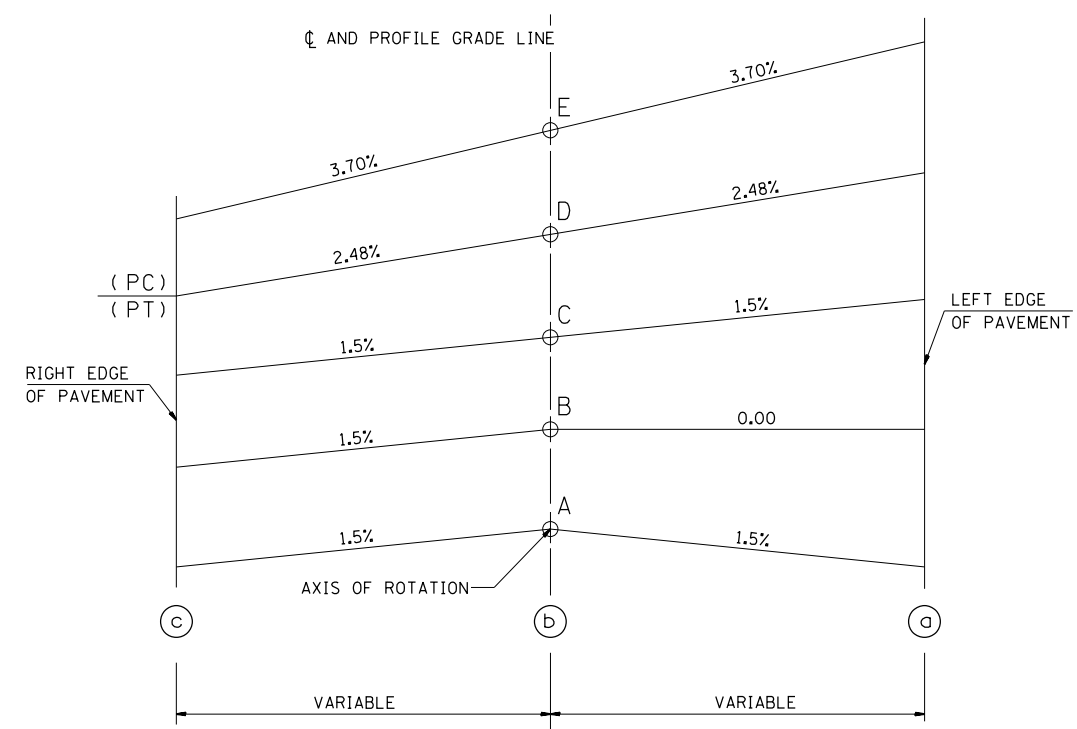 ℄ AND PROFILE GRADE LINE
3.70%
E
3.70%
2.48%
D
2.48%
(PC)
(PT)
C
1.5%
1.5%
LEFT EDGE
OF PAVEMENT
RIGHT EDGE
OF PAVEMENT
B
0.00
1.5%
A
1.5%
1.5%
AXIS OF ROTATION
c
b
a
VARIABLE
VARIABLE